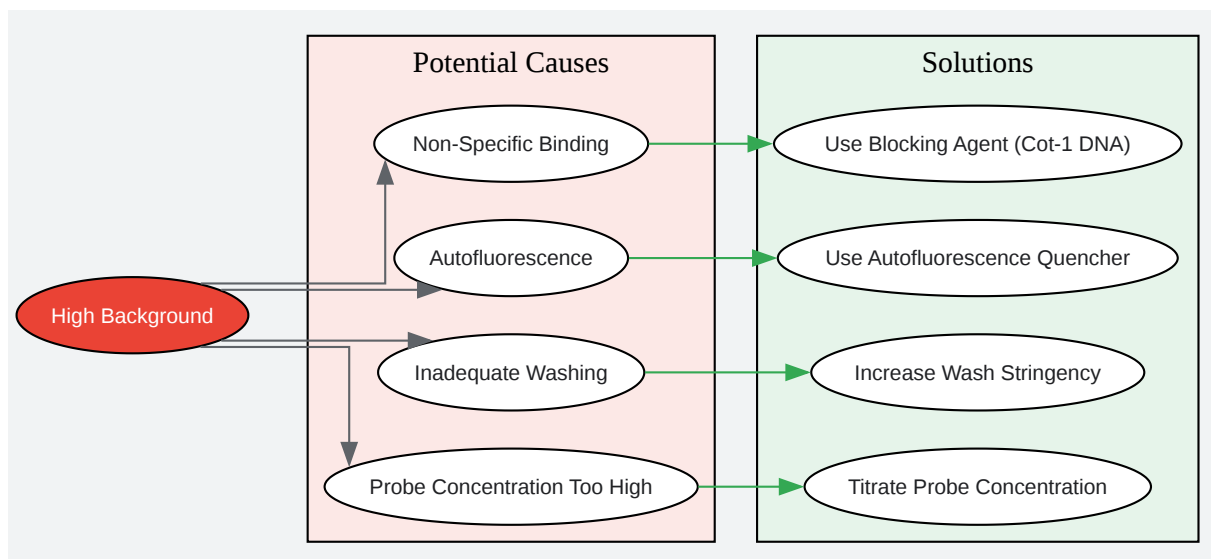 Potential Causes
Solutions
Non-Specific Binding
Use Blocking Agent (Cot-1 DNA)
Autofluorescence
Use Autofluorescence Quencher
High Background
Inadequate Washing
Increase Wash Stringency
Probe Concentration Too High
Titrate Probe Concentration